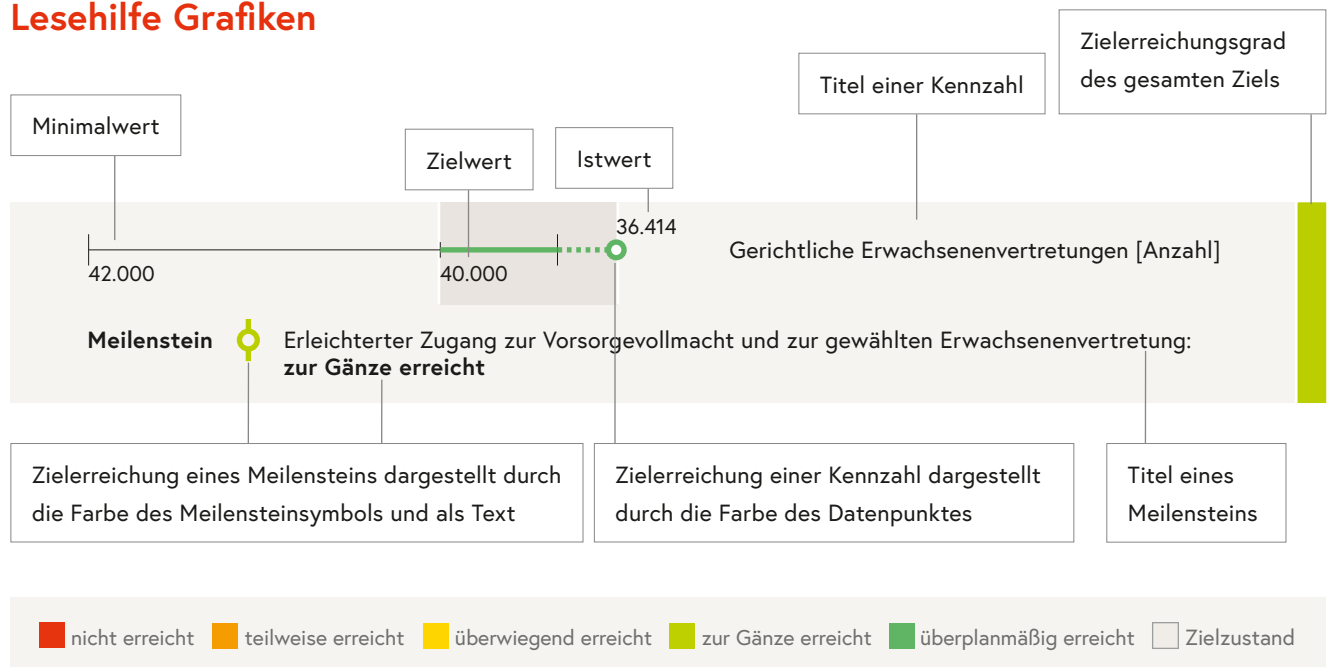 Lesehilfe Grafiken
Zielerreichungsgrad
des gesamten Ziels
Titel einer Kennzahl
Minimalwert
Zielwert
Istwert
36.414
42.000
40.000
Gerichtliche Erwachsenenvertretungen [Anzahl]
Meilenstein
Erleichterter Zugang zur Vorsorgevollmacht und zur gewählten Erwachsenenvertretung:
zur Gänze erreicht
Zielerreichung eines Meilensteins dargestellt durch
die Farbe des Meilensteinsymbols und als Text
Zielerreichung einer Kennzahl dargestellt
durch die Farbe des Datenpunktes
Titel eines
Meilensteins
nicht erreicht
teilweise erreicht
überwiegend erreicht
zur Gänze erreicht
überplanmäßig erreicht
Zielzustand